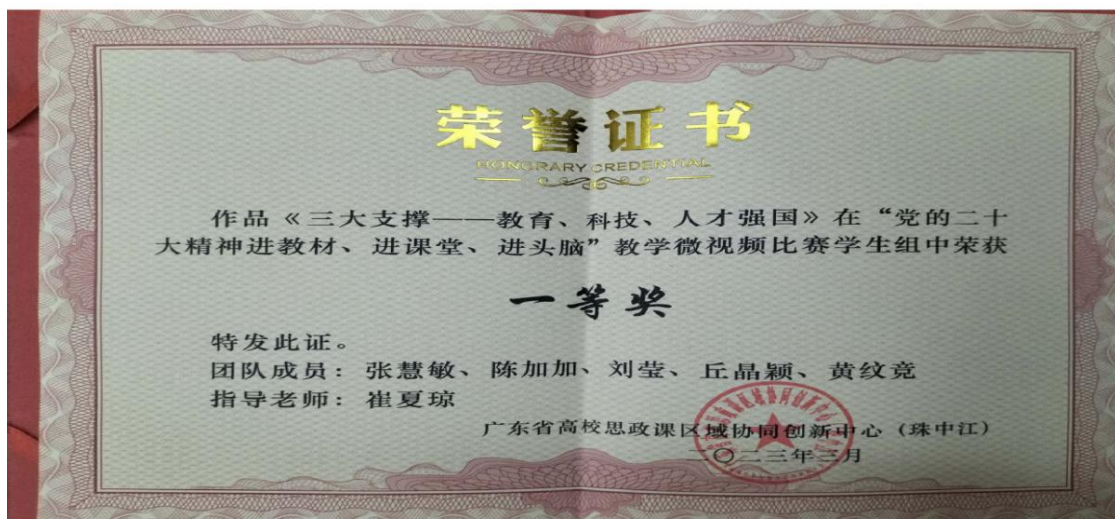 荣誉证书
HONORARY CREDENTIAL
作品《三大支撑——教育、科技、人才强国》在“党的二十
大精神进教材、进课堂、进头脑”教学微视频比赛学生组中荣获
一等奖
特发此证。
团队成员：张慧敏、陈加加、刘莹、丘晶颖、黄纹竞
指导老师：崔夏琼
广东省高校思政课区域协同创新中心（珠中江）
二〇二三年三月